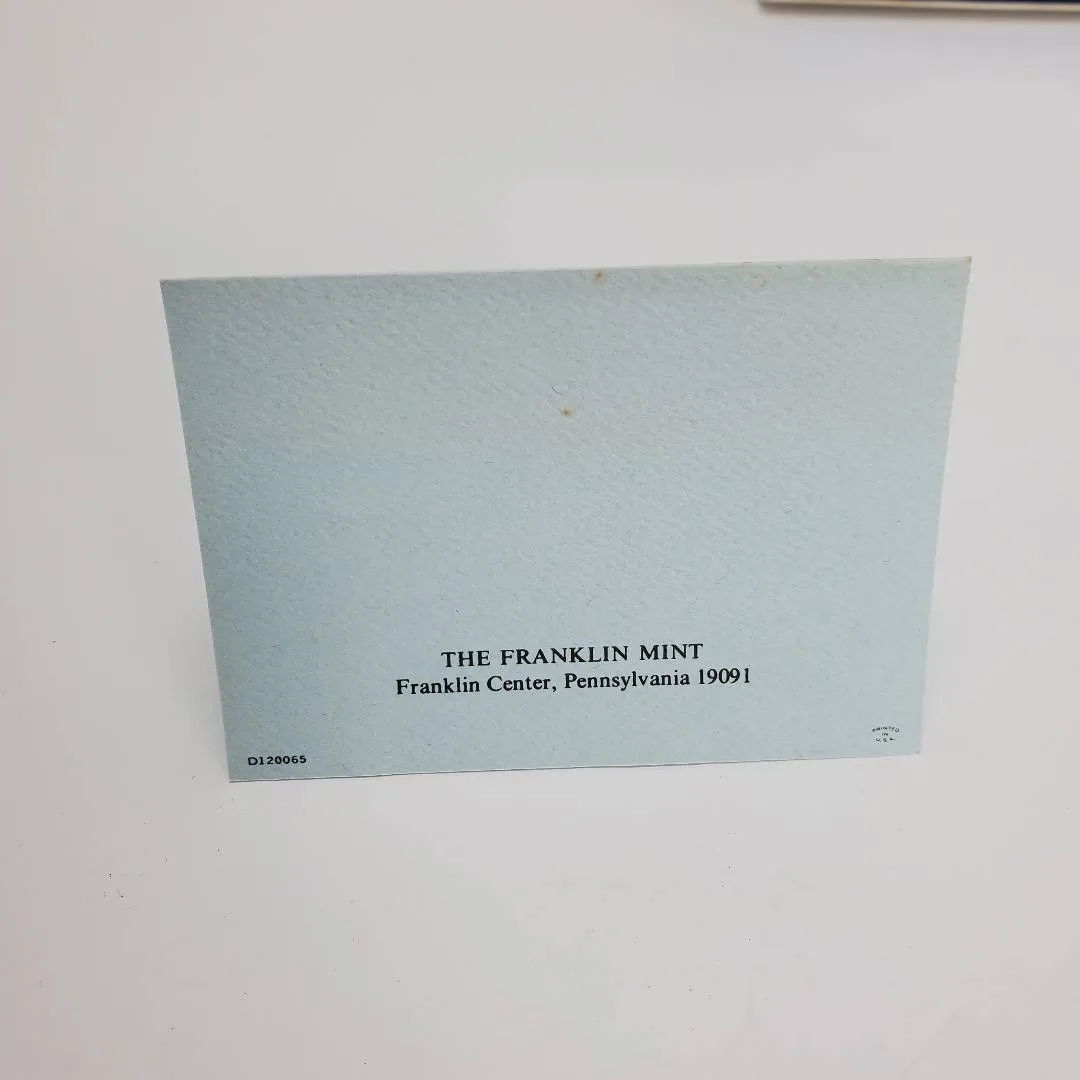 THE FRANKLIN MINT
Franklin Center, Pennsylvania 19091
PRINTED
IN
U.S.A.
D120065